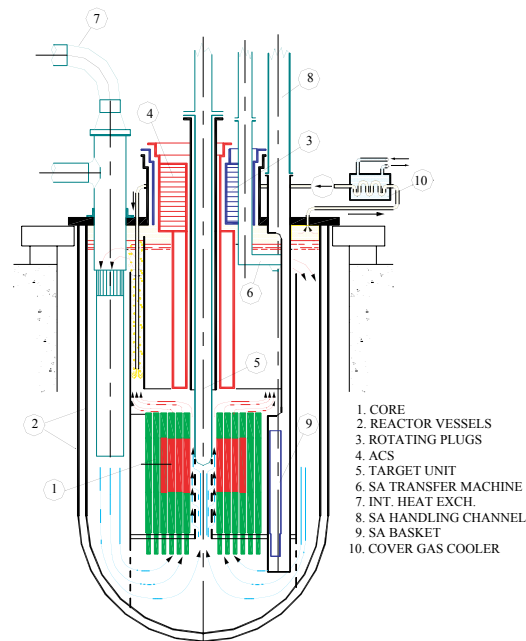 7
8
4
3
10
6
5
2
9
1
1. CORE
2. REACTOR VESSELS
3. ROTATING PLUGS
4. ACS
5. TARGET UNIT
6. SA TRANSFER MACHINE
7. INT. HEAT EXCH.
8. SA HANDLING CHANNEL
9. SA BASKET
10. COVER GAS COOLER